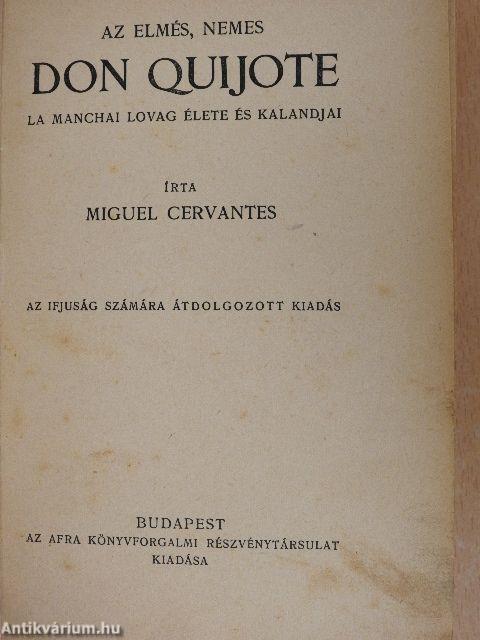 AZ ELMÉS, NEMES
DON QUIJOTE
LA MANCHAI LOVAG ÉLETE ÉS KALANDJAI
ÍRTA
MIGUEL CERVANTES
AZ IFJUSÁG SZÁMÁRA ÁTDOLGOZOTT KIADÁS
BUDAPEST
AZ AFRA KÖNYVFORGALMI RÉSZVÉNYTÁRSULAT
KIADÁSA
Antikvárium.hu